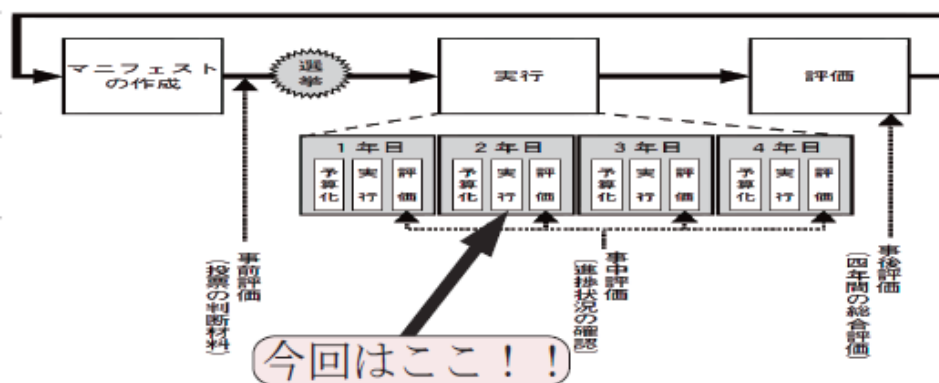 マニフェスト
の作成
選挙
実行
評価
1年目
予算化
実行
評価
2年目
予算化
実行
評価
3年目
予算化
実行
評価
4年目
予算化
実行
評価
事前評価
(投票の判断材料)
事中評価
(進捗状況の確認)
事後評価
(四年間の総合評価)
今回はここ！！